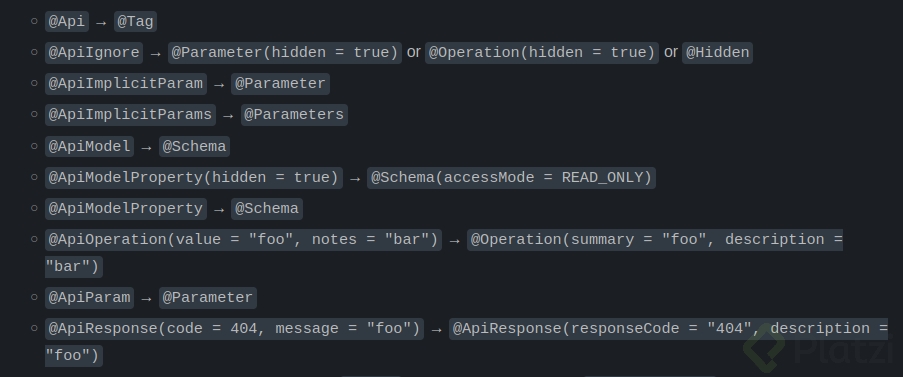 @Api → @Tag
@ApiIgnore → @Parameter(hidden = true) or @Operation(hidden = true) or @Hidden
@ApiImplicitParam → @Parameter
@ApiImplicitParams → @Parameters
@ApiModel → @Schema
@ApiModelProperty(hidden = true) → @Schema(accessMode = READ_ONLY)
@ApiModelProperty → @Schema
@ApiOperation(value = "foo", notes = "bar") → @Operation(summary = "foo", description =
"bar")
@ApiParam → @Parameter
@ApiResponse(code = 404, message = "foo") → @ApiResponse(responseCode = "404", description =
"foo")
Platzi